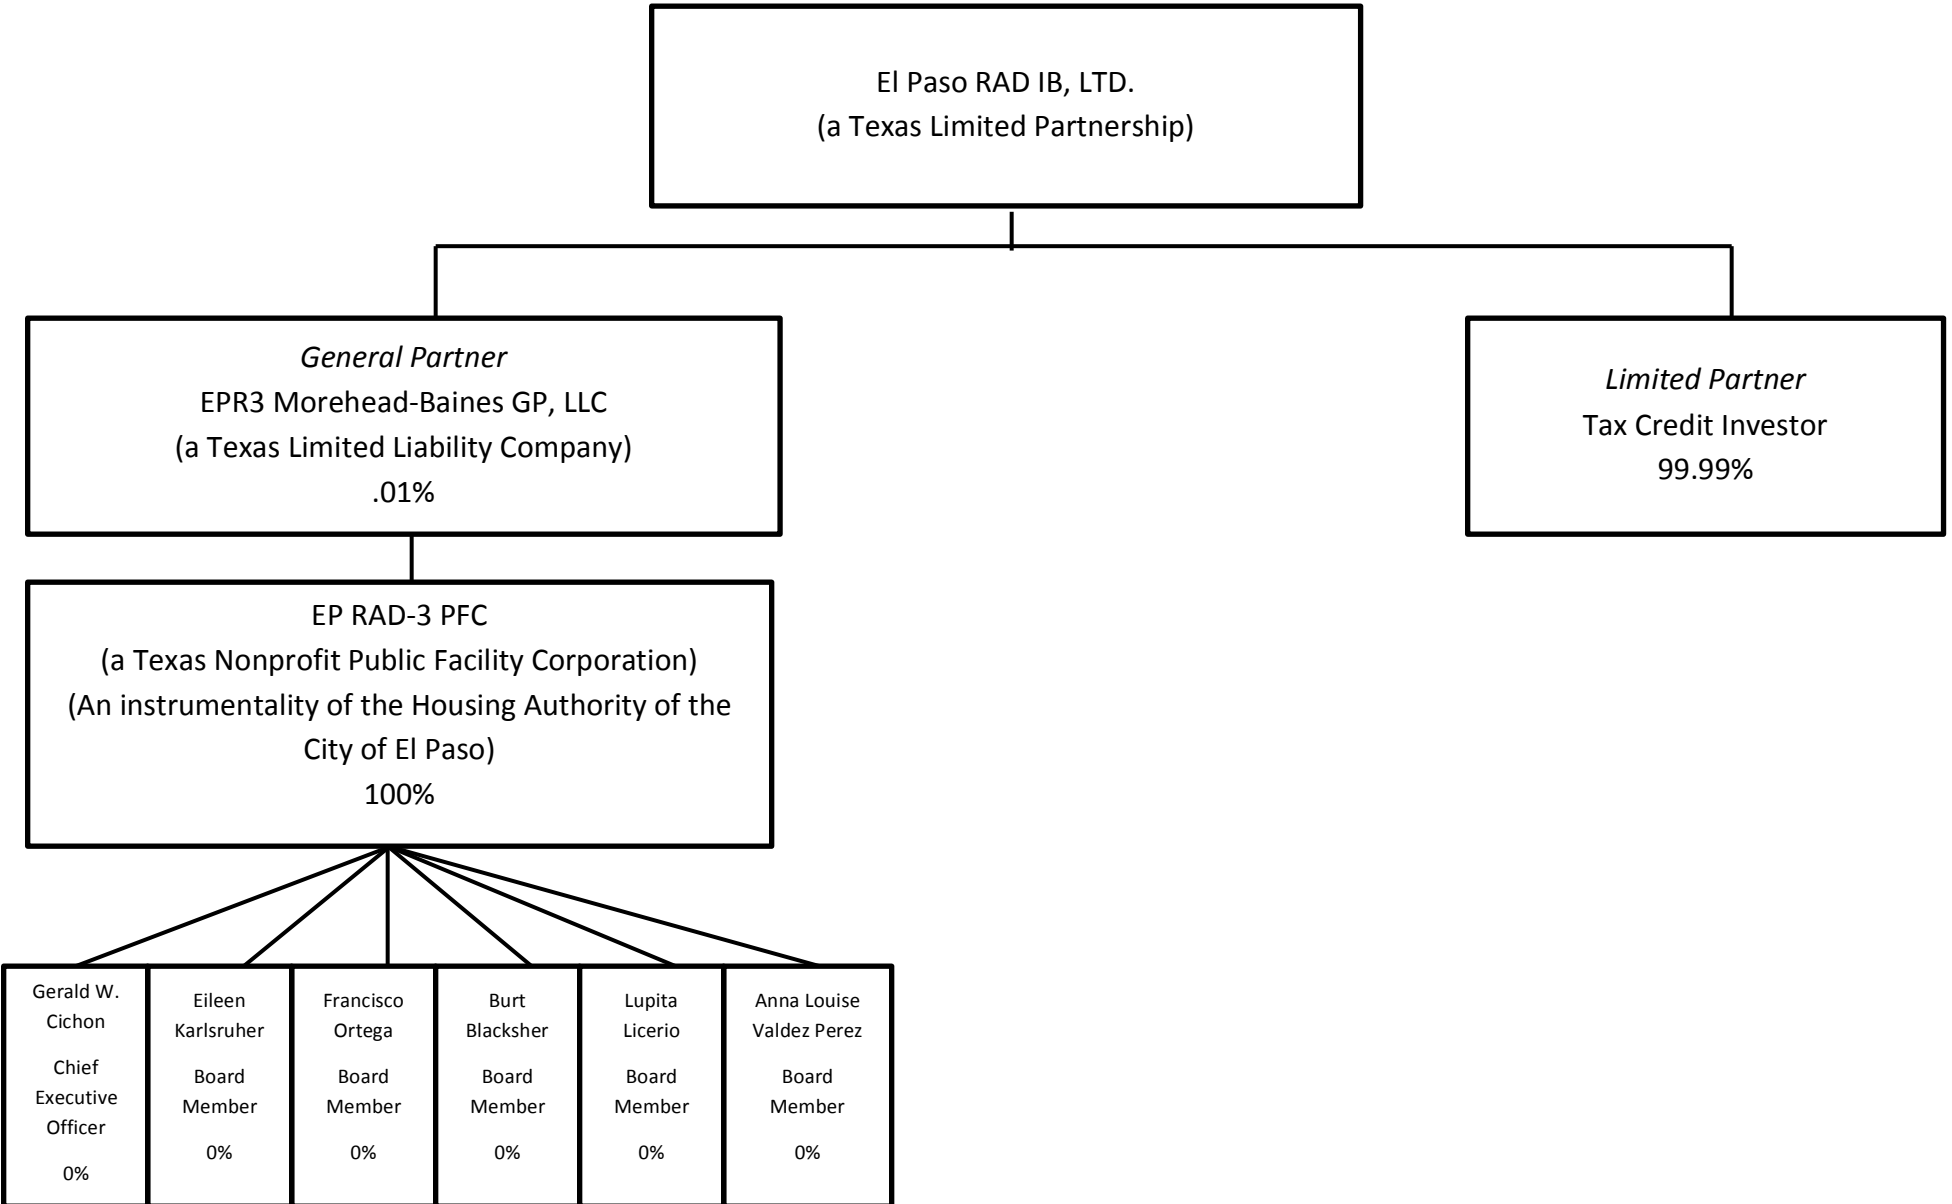 El Paso RAD IB, LTD.
(a Texas Limited Partnership)
General Partner
EPR3 Morehead-Baines GP, LLC
(a Texas Limited Liability Company)
.01%
Limited Partner
Tax Credit Investor
99.99%
EP RAD-3 PFC
(a Texas Nonprofit Public Facility Corporation)
(An instrumentality of the Housing Authority of the
City of El Paso)
100%
Gerald W.
Cichon
Chief
Executive
Officer
0%
Eileen
Karlsruher
Board
Member
0%
Francisco
Ortega
Board
Member
0%
Burt
Blacksher
Board
Member
0%
Lupita
Licerio
Board
Member
0%
Anna Louise
Valdez Perez
Board
Member
0%